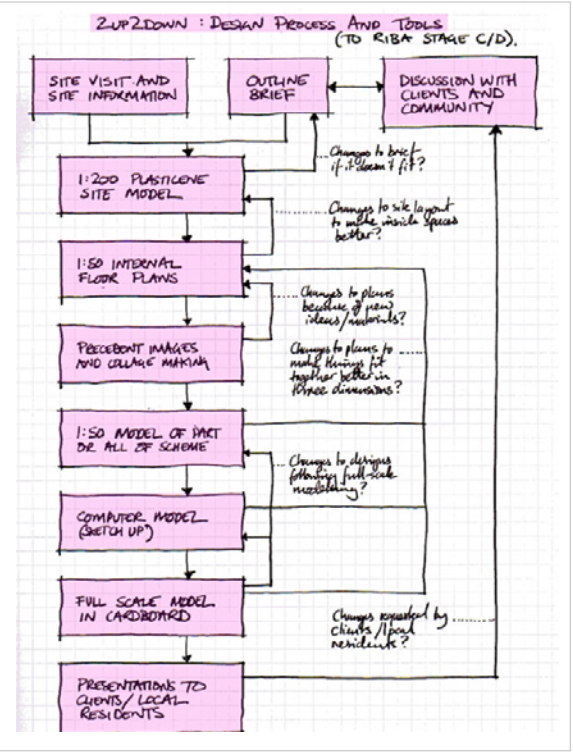 2UP2DOWN : DESIGN PROCESS AND TOOLS
(TO RIBA STAGE C/D).
SITE VISIT AND
SITE INFORMATION
OUTLINE
BRIEF
DISCUSSION WITH
CLIENTS AND
COMMUNITY
Changes to brief
if it doesn't fit?
1:200 PLASTICENE
SITE MODEL
Changes to site layout
to make inside spaces
better?
1:50 INTERNAL
FLOOR PLANS
Changes to plans
because of new
ideas/materials?
PRECEDENT IMAGES
AND COLLAGE MAKING
Changes to plans to
make things fit
together better in
three dimensions?
1:50 MODEL OF PART
OR ALL OF SCHEME
Changes to designs
following full-scale
modelling?
COMPUTER MODEL
(SKETCH UP)
FULL SCALE MODEL
IN CARDBOARD
Changes requested by
clients/local
residents?
PRESENTATIONS TO
CLIENTS/LOCAL
RESIDENTS